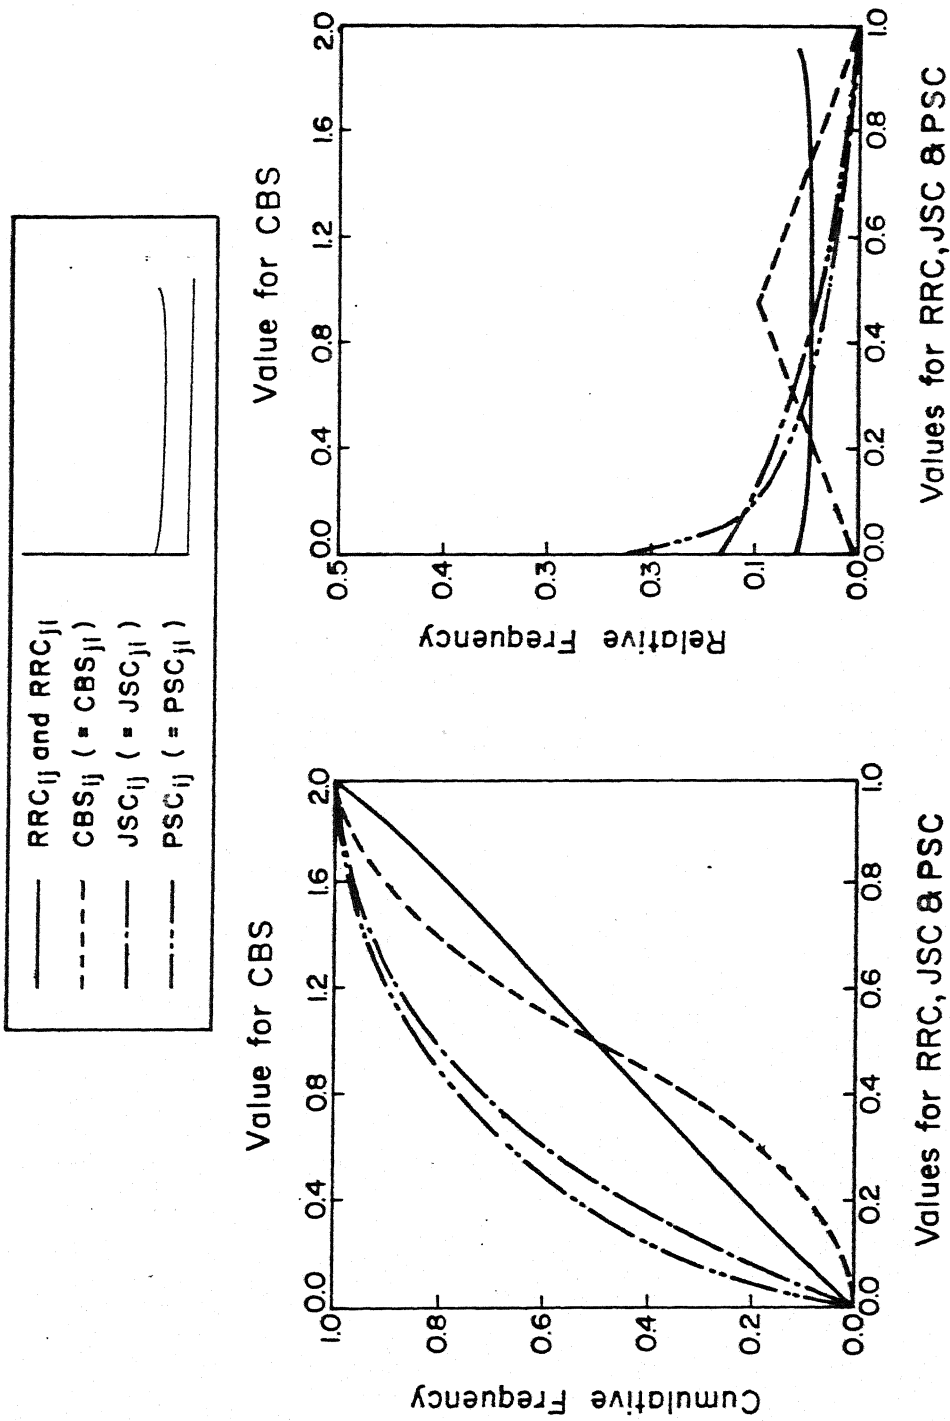 RRCij and RRCji
CBSij ( = CBSji )
JSCij ( = JSCji )
PSCij ( = PSCji )
Value for CBS
0.0 0.4 0.8 1.2 1.6 2.0
1.0
0.8
0.6
0.4
0.2
0.0
Cumulative Frequency
0.0 0.2 0.4 0.6 0.8 1.0
Values for RRC, JSC & PSC
Value for CBS
0.0 0.4 0.8 1.2 1.6 2.0
0.5
0.4
0.3
0.3
0.1
0.0
Relative Frequency
0.0 0.2 0.4 0.6 0.8 1.0
Values for RRC, JSC & PSC